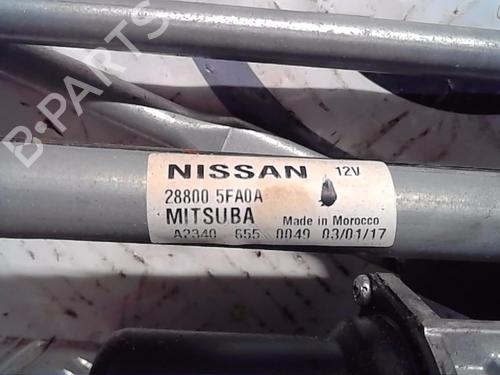 B-PARTS
NISSAN 12V
28800 5FA0A
MITSUBA Made in Morocco
A2340 655 0049 03/01/17